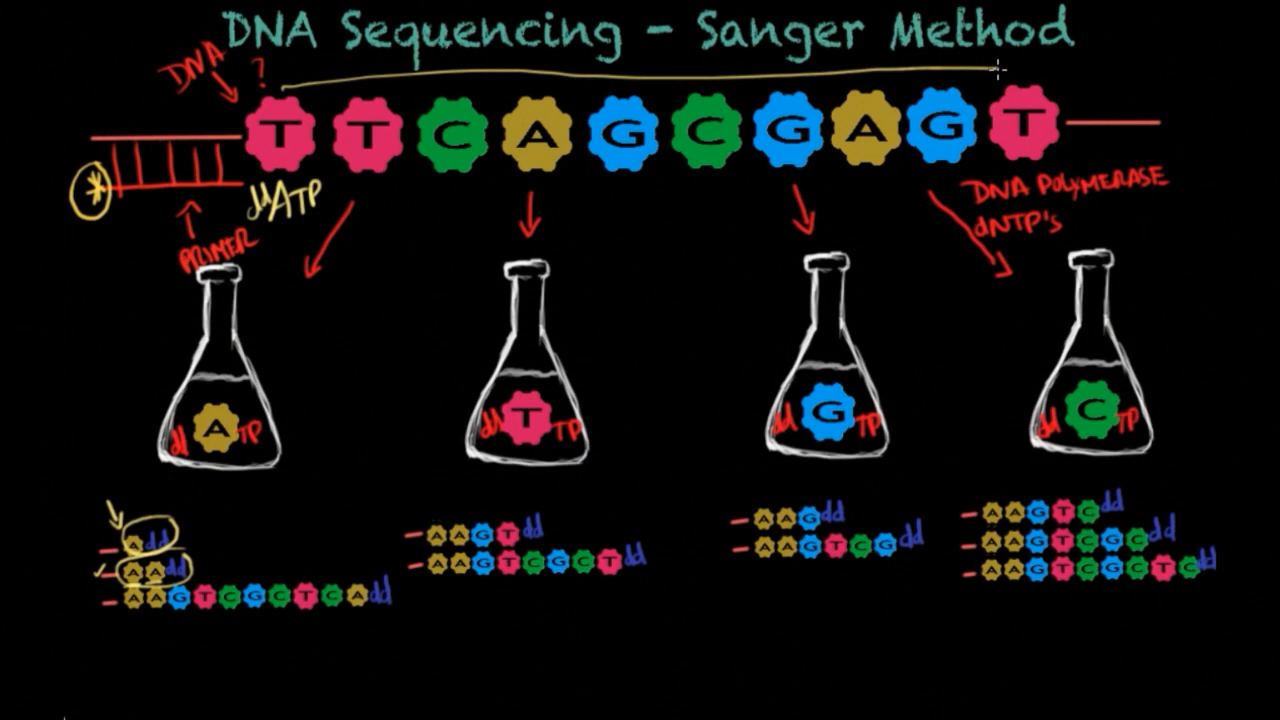 DNA Sequencing - Sanger Method
DNA ?
T T C A G C G A G T
* ddATP
PRIMER
DNA POLYMERASE
dNTP's
dd A TP
dd T TP
dd G TP
dd C TP
A dd
A A dd
A A G T C G C T C A dd
A A G T dd
A A G T C G C T dd
A A G dd
A A G T C G dd
A A G T C dd
A A G T C G C dd
A A G T C G C T C dd